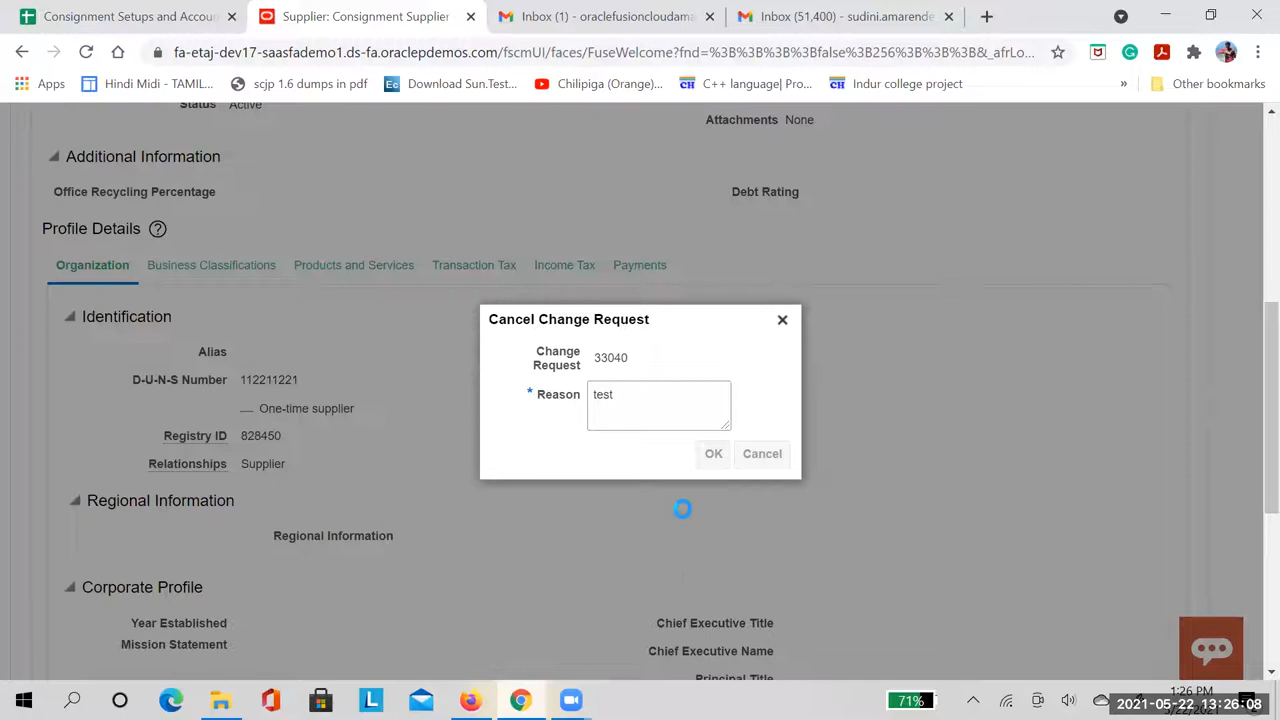 Consignment Setups and Accoun
Supplier: Consignment Supplier
Inbox (1) - oraclefusioncloudama
Inbox (51,400) - sudini.amarende
fa-etaj-dev17-saasfademo1.ds-fa.oraclepdemos.com/fscmUI/faces/FuseWelcome?fnd=%3B%3B%3B%3Bfalse%3B256%3B%3B%3B&_afrLo...
Apps
Hindi Midi - TAMIL...
scjp 1.6 dumps in pdf
Download Sun.Test...
Chilipiga (Orange)...
C++ language| Pro...
Indur college project
»
Other bookmarks
Status Active
Attachments None
Additional Information
Office Recycling Percentage
Debt Rating
Profile Details
Organization
Business Classifications
Products and Services
Transaction Tax
Income Tax
Payments
Identification
Alias
D-U-N-S Number 112211221
One-time supplier
Registry ID 828450
Relationships Supplier
Regional Information
Regional Information
Corporate Profile
Year Established
Mission Statement
Chief Executive Title
Chief Executive Name
Principal Title
Cancel Change Request
Change
Request 33040
* Reason test
OK Cancel
71%
1:26 PM
2021-05-22 13:26:08